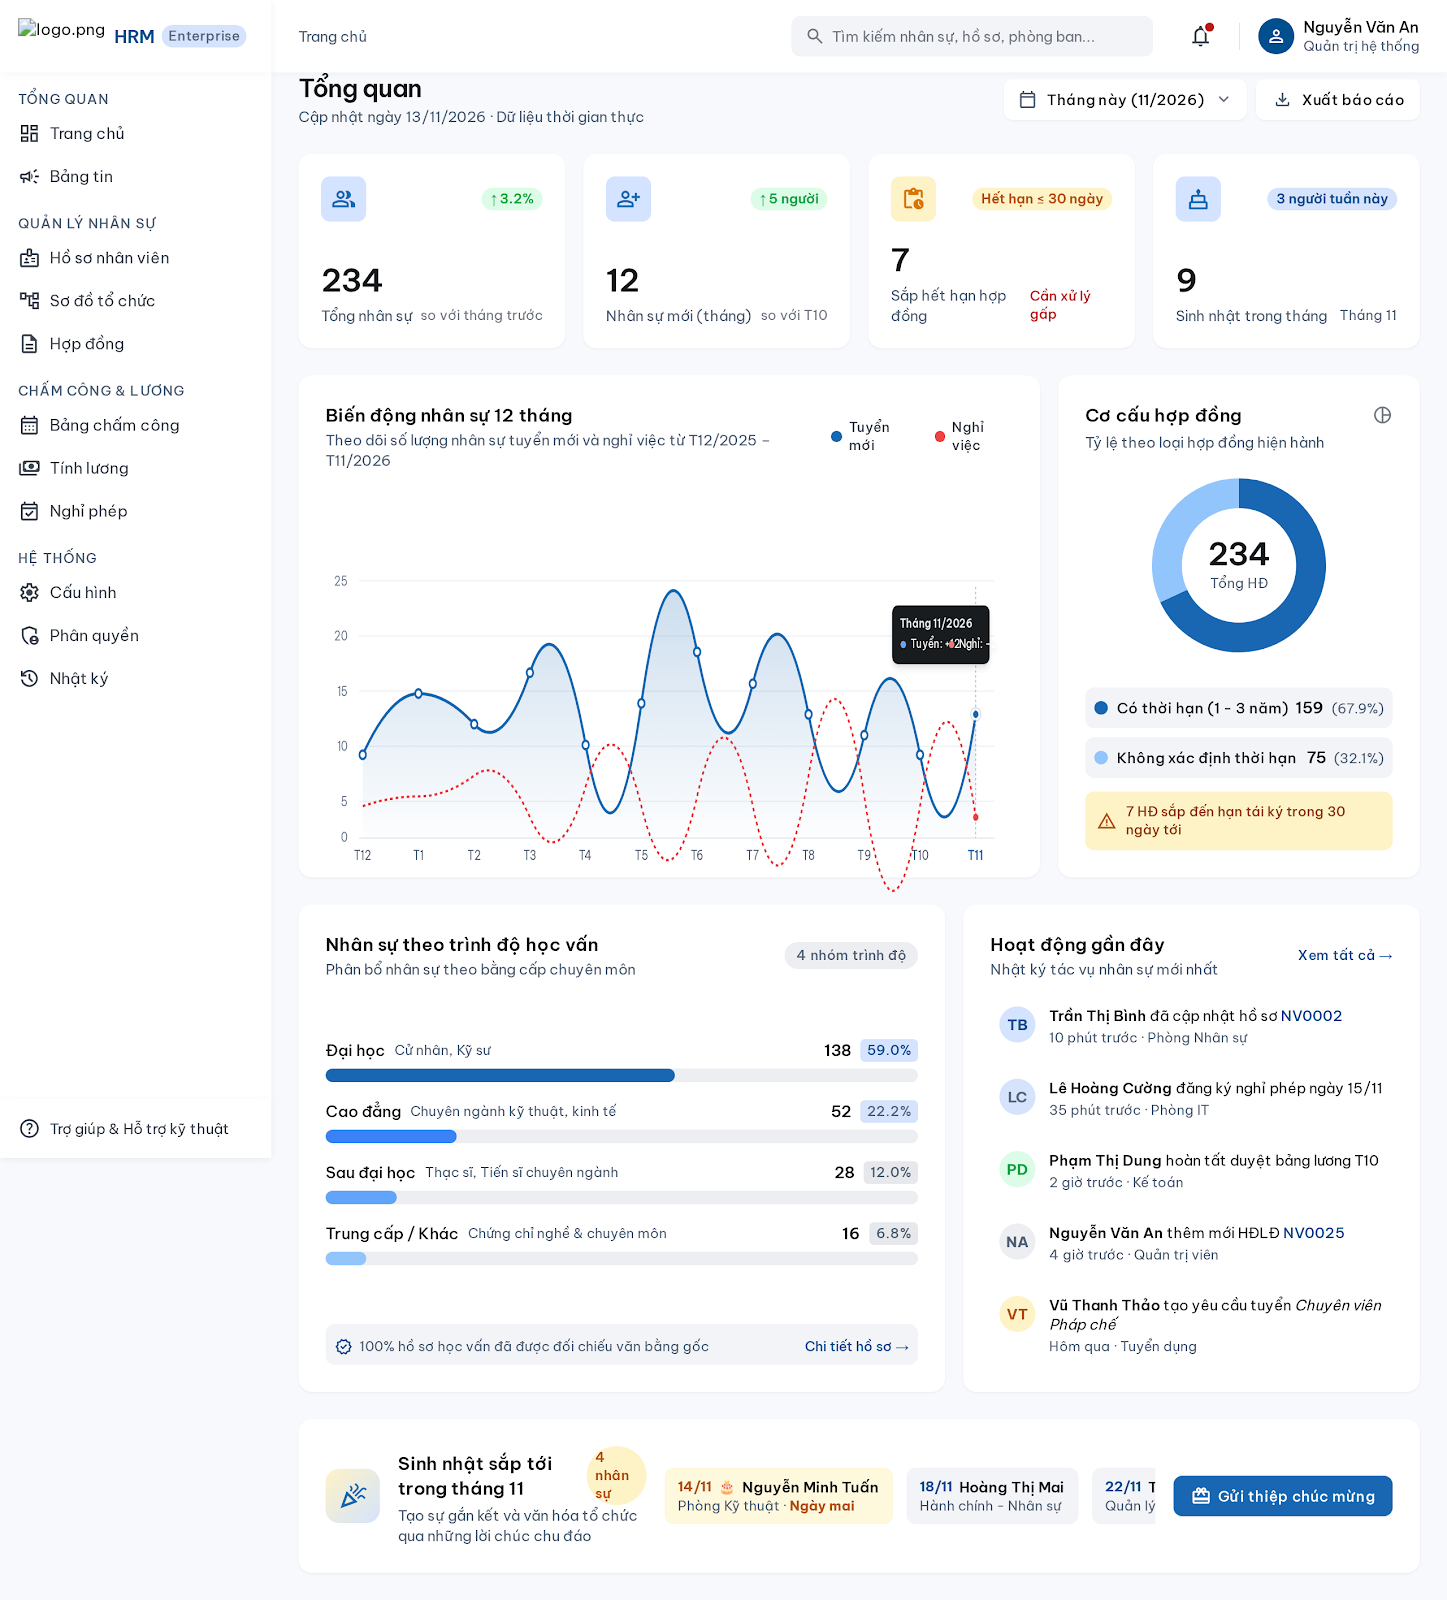 logo.png HRM Enterprise
Trang chủ
Tìm kiếm nhân sự, hồ sơ, phòng ban...
Nguyễn Văn An
Quản trị hệ thống
TỔNG QUAN
Trang chủ
Bảng tin
QUẢN LÝ NHÂN SỰ
Hồ sơ nhân viên
Sơ đồ tổ chức
Hợp đồng
CHẤM CÔNG & LƯƠNG
Bảng chấm công
Tính lương
Nghỉ phép
HỆ THỐNG
Cấu hình
Phân quyền
Nhật ký
Trợ giúp & Hỗ trợ kỹ thuật
Tổng quan
Cập nhật ngày 13/11/2026 · Dữ liệu thời gian thực
Tháng này (11/2026)
Xuất báo cáo
↑ 3.2%
234
Tổng nhân sự so với tháng trước
↑ 5 người
12
Nhân sự mới (tháng) so với T10
Hết hạn ≤ 30 ngày
7
Sắp hết hạn hợp
đồng
Cần xử lý
gấp
3 người tuần này
9
Sinh nhật trong tháng Tháng 11
Biến động nhân sự 12 tháng
Theo dõi số lượng nhân sự tuyển mới và nghỉ việc từ T12/2025 –
T11/2026
Tuyển
mới
Nghỉ
việc
25
20
15
10
5
0
T12 T1 T2 T3 T4 T5 T6 T7 T8 T9 T10 T11
Tháng 11/2026
Tuyển: +12 Nghỉ: -
Cơ cấu hợp đồng
Tỷ lệ theo loại hợp đồng hiện hành
234
Tổng HĐ
Có thời hạn (1 - 3 năm) 159 (67.9%)
Không xác định thời hạn 75 (32.1%)
7 HĐ sắp đến hạn tái ký trong 30
ngày tới
Nhân sự theo trình độ học vấn
Phân bổ nhân sự theo bằng cấp chuyên môn
4 nhóm trình độ
Đại học Cử nhân, Kỹ sư 138 59.0%
Cao đẳng Chuyên ngành kỹ thuật, kinh tế 52 22.2%
Sau đại học Thạc sĩ, Tiến sĩ chuyên ngành 28 12.0%
Trung cấp / Khác Chứng chỉ nghề & chuyên môn 16 6.8%
100% hồ sơ học vấn đã được đối chiếu văn bằng gốc
Chi tiết hồ sơ →
Hoạt động gần đây
Nhật ký tác vụ nhân sự mới nhất
Xem tất cả →
TB
Trần Thị Bình đã cập nhật hồ sơ NV0002
10 phút trước · Phòng Nhân sự
LC
Lê Hoàng Cường đăng ký nghỉ phép ngày 15/11
35 phút trước · Phòng IT
PD
Phạm Thị Dung hoàn tất duyệt bảng lương T10
2 giờ trước · Kế toán
NA
Nguyễn Văn An thêm mới HĐLĐ NV0025
4 giờ trước · Quản trị viên
VT
Vũ Thanh Thảo tạo yêu cầu tuyển Chuyên viên
Pháp chế
Hôm qua · Tuyển dụng
Sinh nhật sắp tới
trong tháng 11
4
nhân
sự
Tạo sự gắn kết và văn hóa tổ chức
qua những lời chúc chu đáo
14/11 🎂 Nguyễn Minh Tuấn
Phòng Kỹ thuật · Ngày mai
18/11 Hoàng Thị Mai
Hành chính - Nhân sự
22/11 T
Quản lý
Gửi thiệp chúc mừng